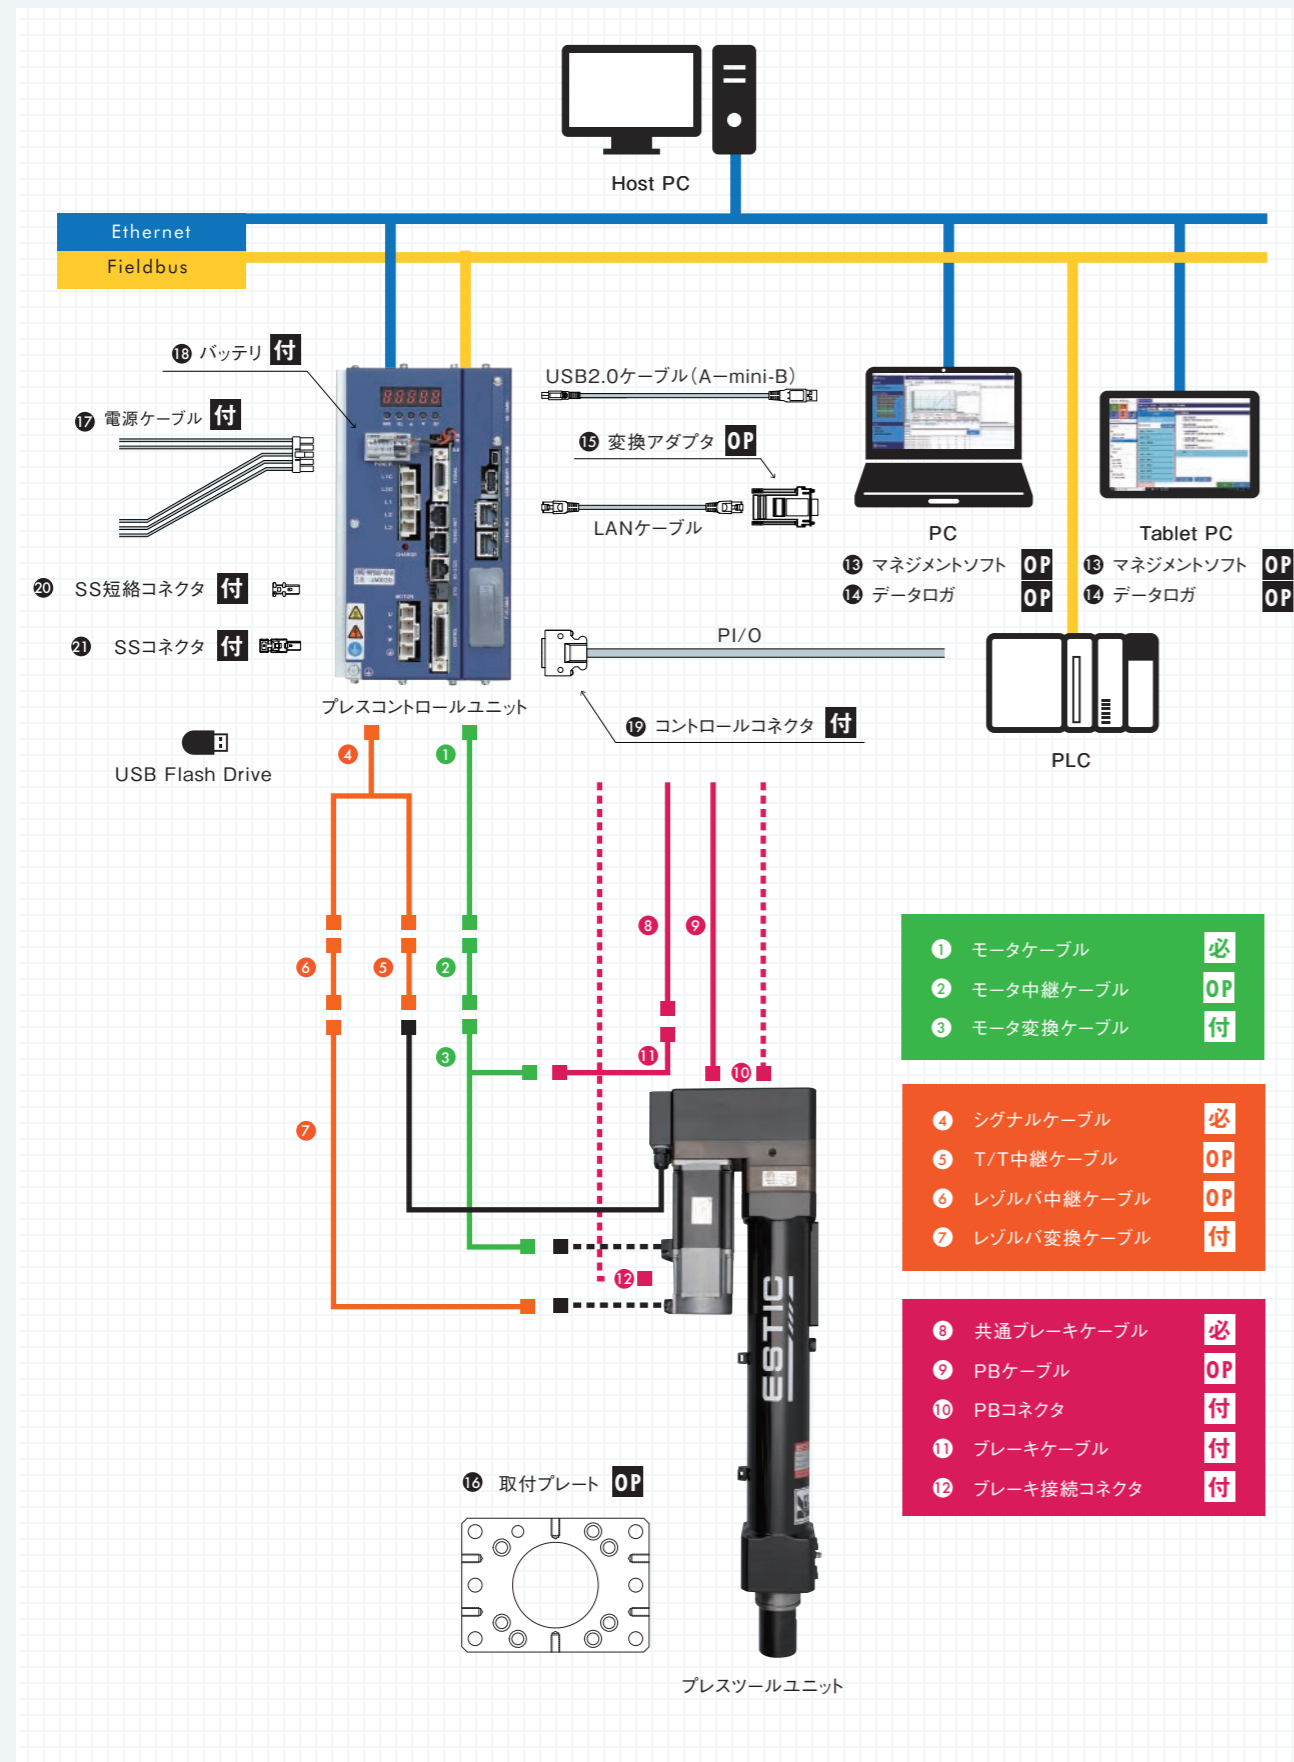 Host PC
Ethernet
Fieldbus
⑱ バッテリ 付
⑰ 電源ケーブル 付
USB2.0ケーブル(A−mini-B)
⑮ 変換アダプタ OP
LANケーブル
PC
⑬ マネジメントソフト OP
⑭ データロガ OP
Tablet PC
⑬ マネジメントソフト OP
⑭ データロガ OP
⑳ SS短絡コネクタ 付
㉑ SSコネクタ 付
L1C
L2C
L1
L2
L3
CHARGE
MOTOR
U
V
W
PI/O
プレスコントロールユニット
⑲ コントロールコネクタ 付
USB Flash Drive
PLC
④
①
⑧
⑨
⑥
⑤
②
③
⑪
⑩
⑦
⑫
① モータケーブル 必
② モータ中継ケーブル OP
③ モータ変換ケーブル 付
④ シグナルケーブル 必
⑤ T/T中継ケーブル OP
⑥ レゾルバ中継ケーブル OP
⑦ レゾルバ変換ケーブル 付
⑧ 共通ブレーキケーブル 必
⑨ PBケーブル OP
⑩ PBコネクタ 付
⑪ ブレーキケーブル 付
⑫ ブレーキ接続コネクタ 付
ESTIC
⑯ 取付プレート OP
プレスツールユニット